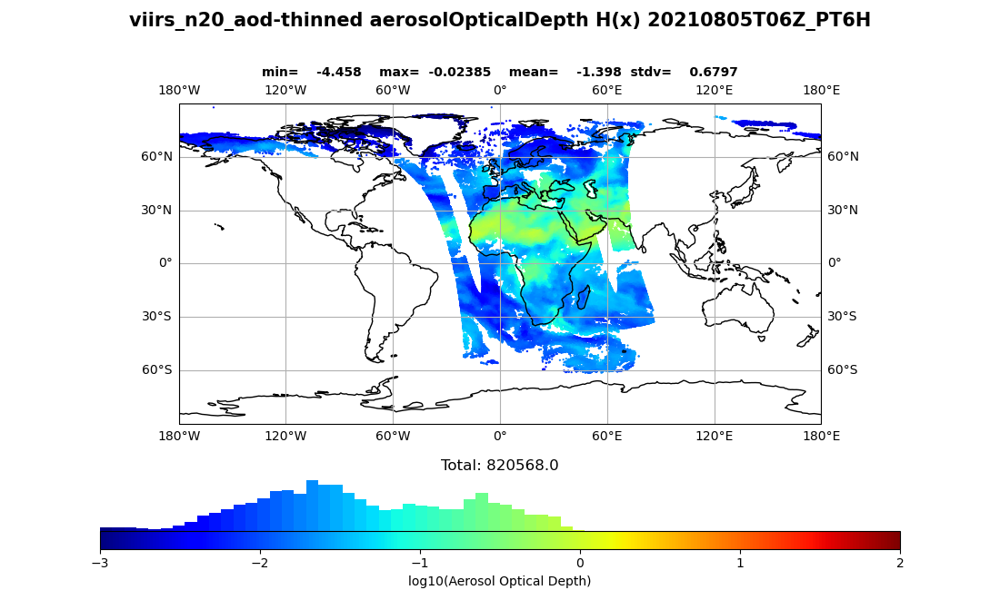 viirs_n20_aod-thinned aerosolOpticalDepth H(x) 20210805T06Z_PT6H
min= -4.458 max= -0.02385 mean= -1.398 stdv= 0.6797
180°W 120°W 60°W 0° 60°E 120°E 180°E
60°N 60°N
30°N 30°N
0° 0°
30°S 30°S
60°S 60°S
180°W 120°W 60°W 0° 60°E 120°E 180°E
Total: 820568.0
−3 −2 −1 0 1 2
log10(Aerosol Optical Depth)